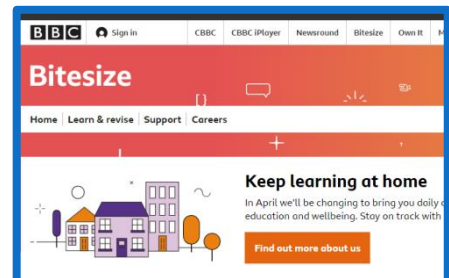 BBC Sign in CBBC CBBC iPlayer Newsround Bitesize Own It
Bitesize
Home Learn & revise Support Careers
Keep learning at home
In April we'll be changing to bring you daily
education and wellbeing. Stay on track with
Find out more about us